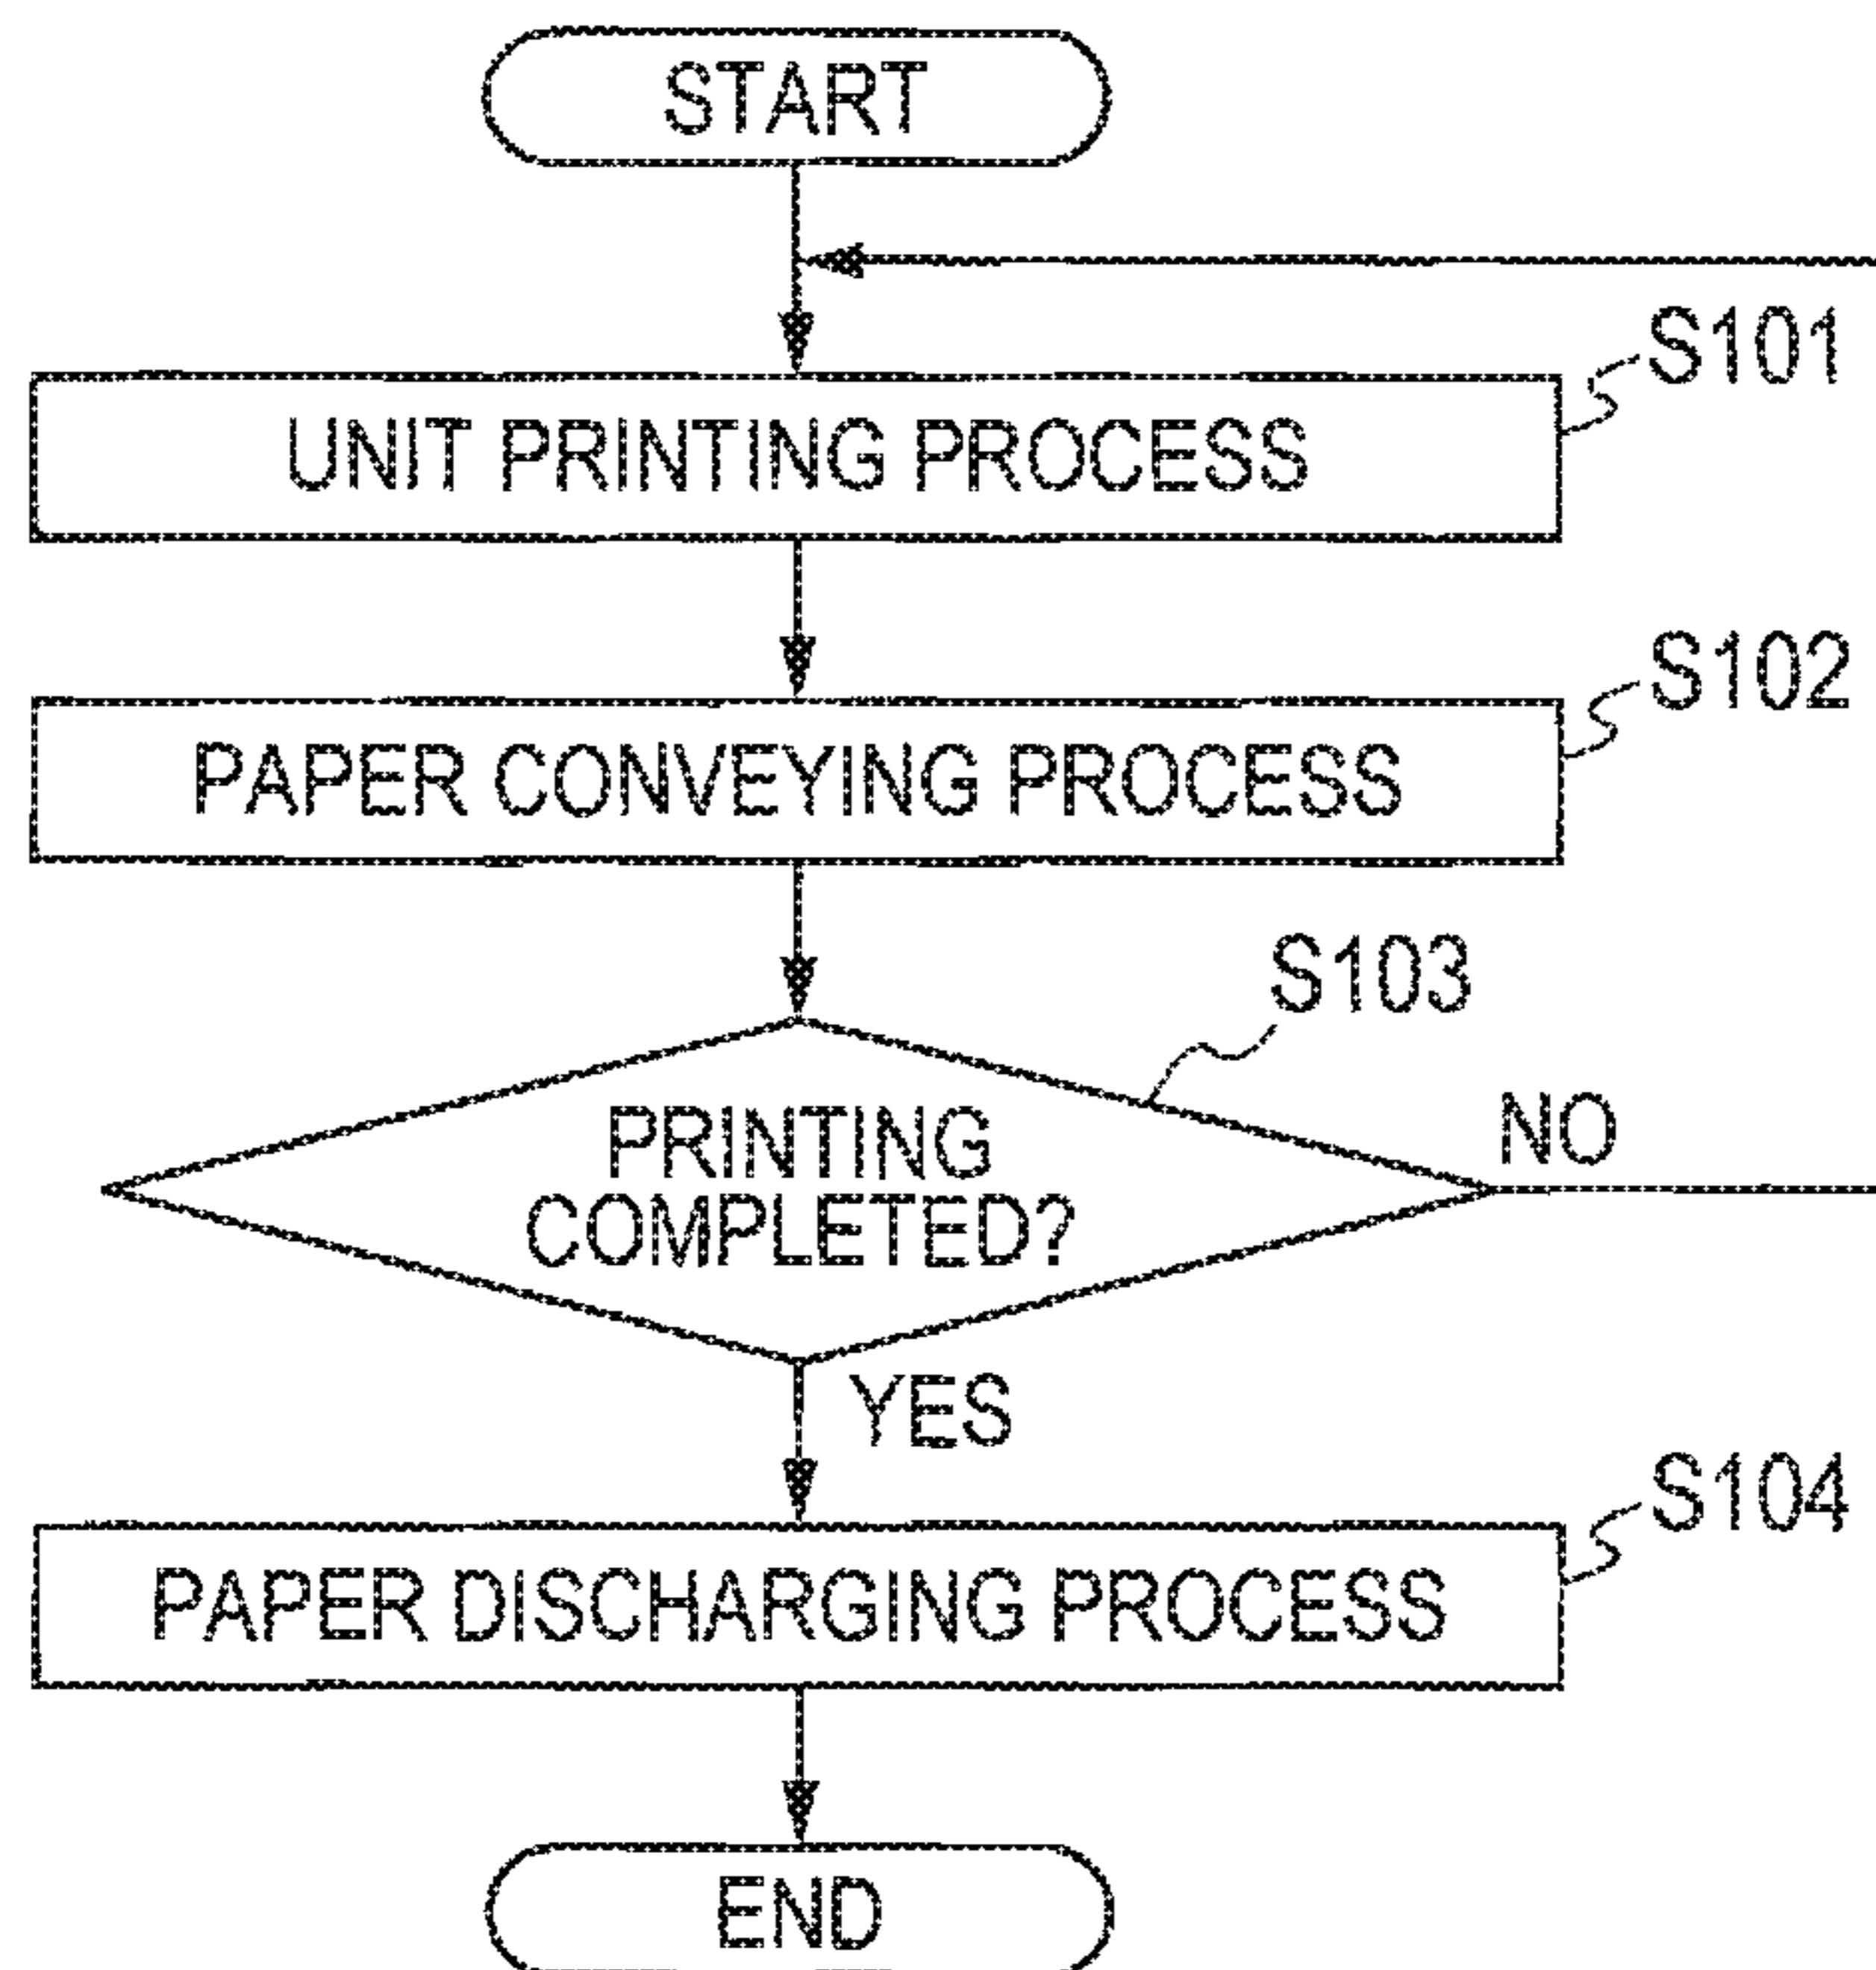 START
S101
UNIT PRINTING PROCESS
S102
PAPER CONVEYING PROCESS
S103
PRINTING
COMPLETED?
NO
YES
S104
PAPER DISCHARGING PROCESS
END